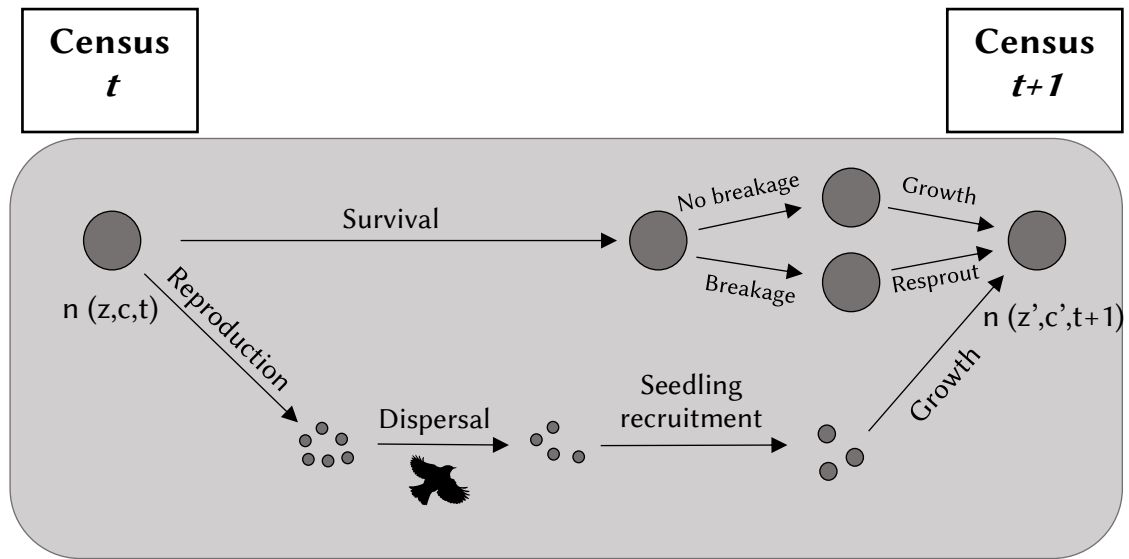 Census
t
Census
t+1
No breakage
Growth
Survival
Breakage
Resprout
n (z,c,t)
n (z’,c’,t+1)
Reproduction
Growth
Dispersal
Seedling
recruitment